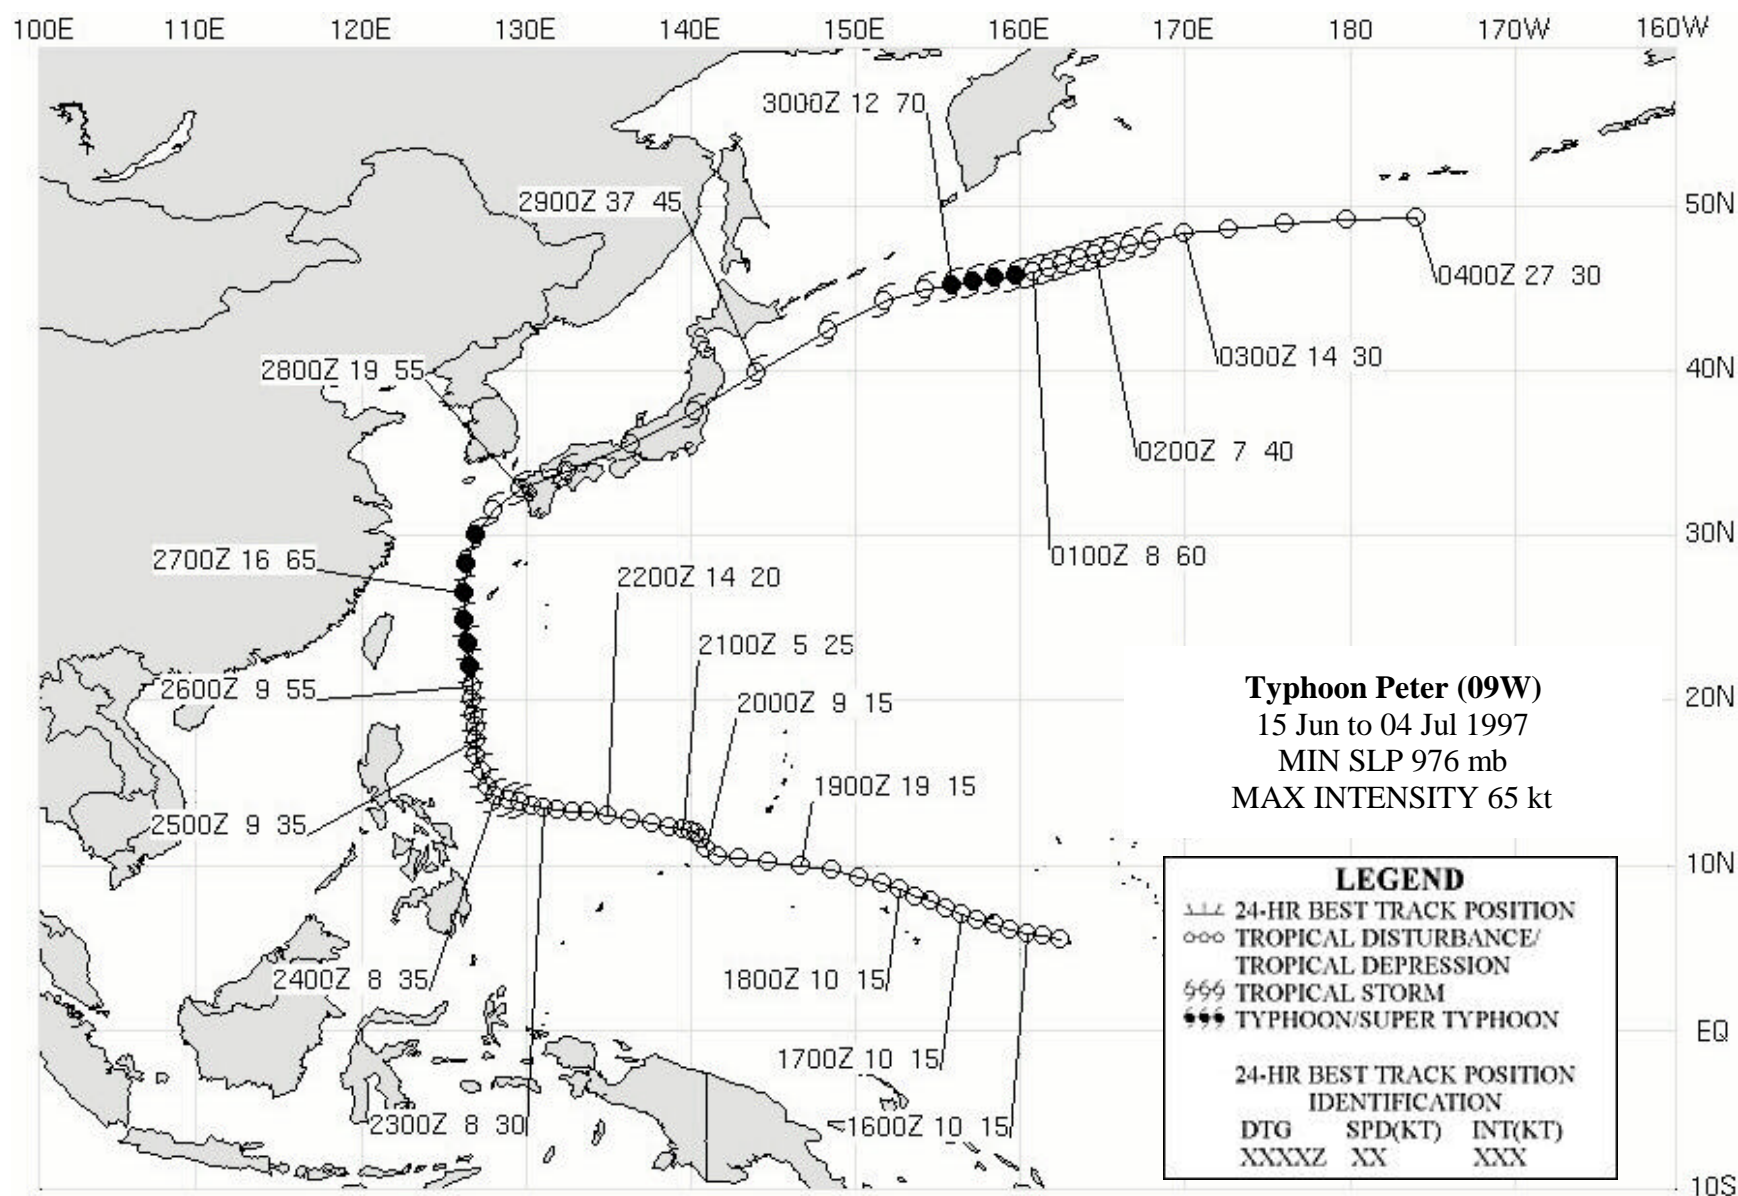 100E 110E 120E 130E 140E 150E 160E 170E 180 170W 160W
3000Z 12 70
2900Z 37 45
50N
0400Z 27 30
0300Z 14 30
2800Z 19 55
40N
0200Z 7 40
30N
2700Z 16 65
0100Z 8 60
2200Z 14 20
2100Z 5 25
2600Z 9 55
20N
2000Z 9 15
1900Z 19 15
2500Z 9 35
Typhoon Peter (09W)
15 Jun to 04 Jul 1997
MIN SLP 976 mb
MAX INTENSITY 65 kt
10N
2400Z 8 35
1800Z 10 15
EQ
1700Z 10 15
2300Z 8 30
1600Z 10 15
10S
LEGEND
24-HR BEST TRACK POSITION
TROPICAL DISTURBANCE/
TROPICAL DEPRESSION
TROPICAL STORM
TYPHOON/SUPER TYPHOON
24-HR BEST TRACK POSITION
IDENTIFICATION
DTG SPD(KT) INT(KT)
XXXXZ XX XXX